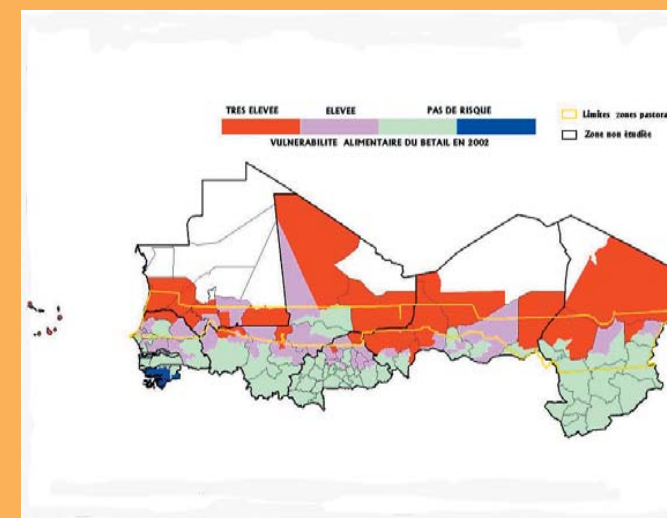 TRES ELEVEE ELEVEE PAS DE RISQUE
VULNERABILITE ALIMENTAIRE DU BETAIL EN 2002
Limites zones pastora
Zone non étudiée